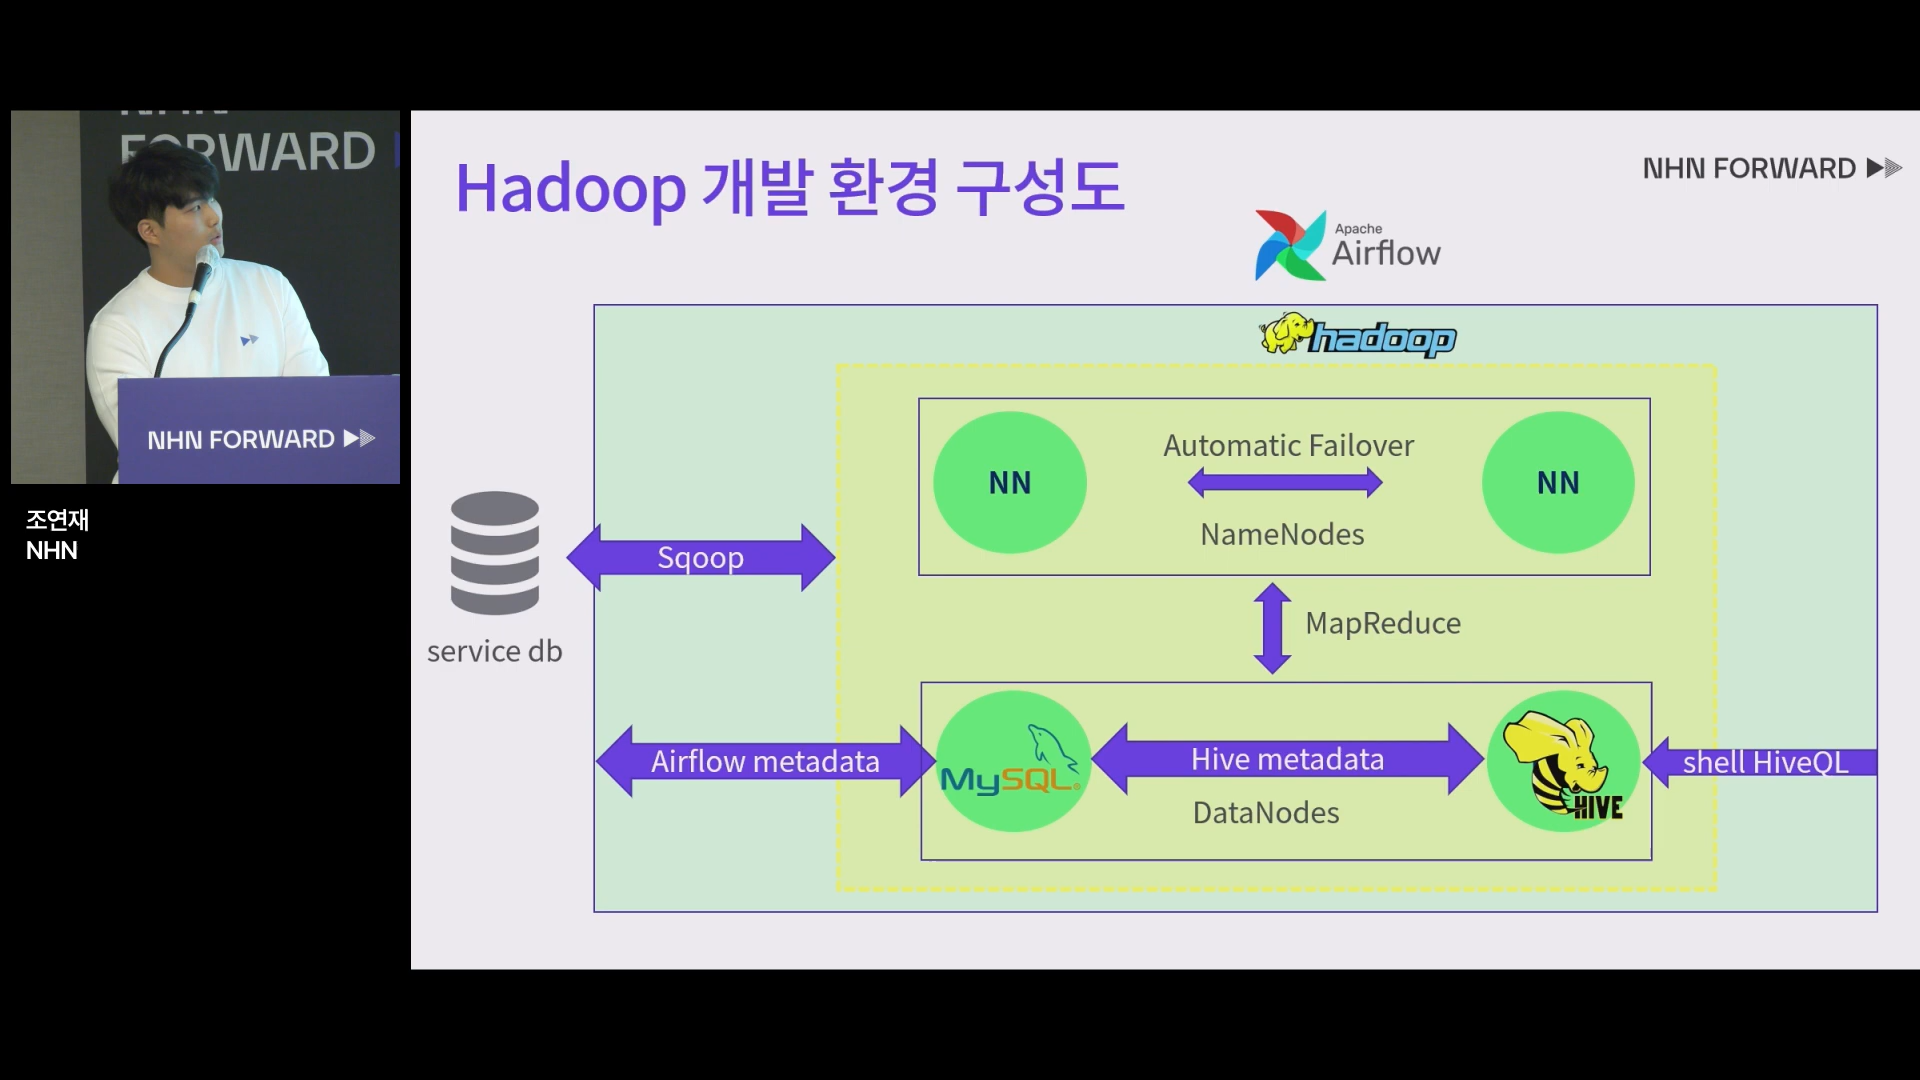 NHN
FORWARD
NHN FORWARD
조연재
NHN
Hadoop 개발 환경 구성도
NHN FORWARD
Apache
Airflow
hadoop
NN
Automatic Failover
NN
NameNodes
Sqoop
service db
MapReduce
Airflow metadata
MySQL
Hive metadata
HIVE
shell HiveQL
DataNodes